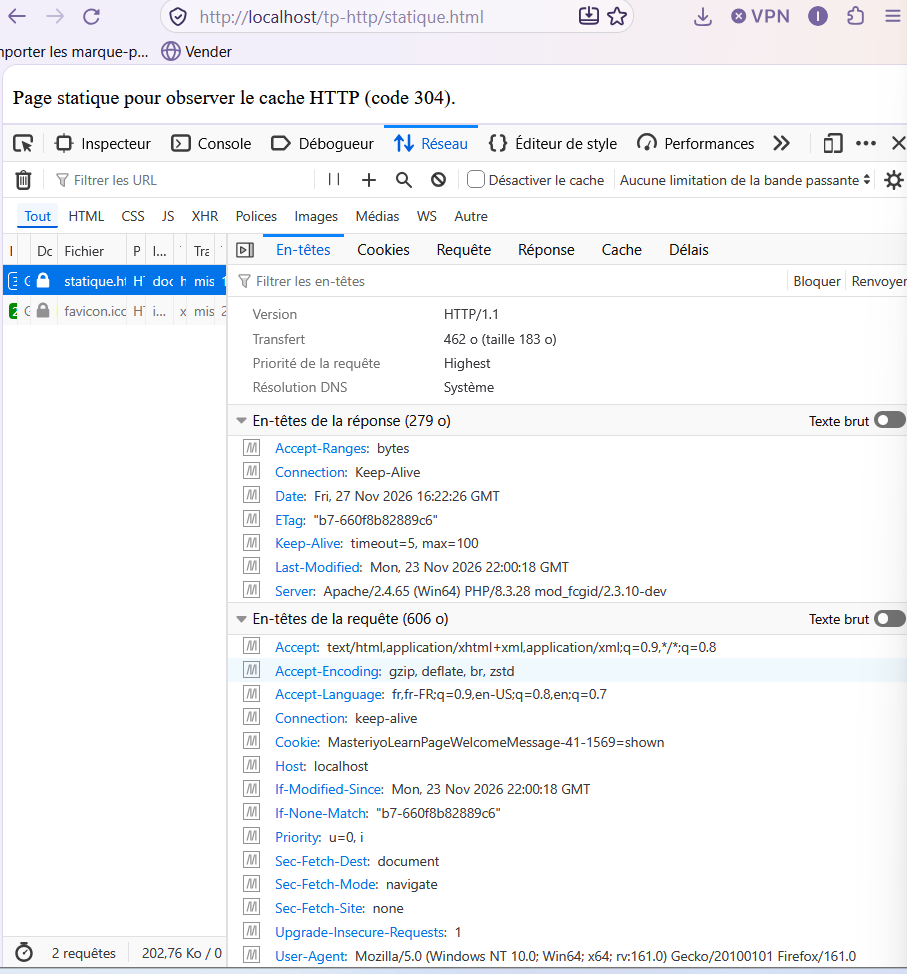 http://localhost/tp-http/statique.html VPN I
nporter les marque-p... Vender
Page statique pour observer le cache HTTP (code 304).
Inspecteur Console Débogueur Réseau Éditeur de style Performances
Filtrer les URL Désactiver le cache Aucune limitation de la bande passante
Tout HTML CSS JS XHR Polices Images Médias WS Autre
Dc Fichier P I... Tra
En-têtes Cookies Requête Réponse Cache Délais
statique.ht doc h mis
Filtrer les en-têtes Bloquer Renvoyer
favicon.icc i... x mis 2
Version HTTP/1.1
Transfert 462 o (taille 183 o)
Priorité de la requête Highest
Résolution DNS Système
En-têtes de la réponse (279 o) Texte brut
Accept-Ranges: bytes
Connection: Keep-Alive
Date: Fri, 27 Nov 2026 16:22:26 GMT
ETag: "b7-660f8b82889c6"
Keep-Alive: timeout=5, max=100
Last-Modified: Mon, 23 Nov 2026 22:00:18 GMT
Server: Apache/2.4.65 (Win64) PHP/8.3.28 mod_fcgid/2.3.10-dev
En-têtes de la requête (606 o) Texte brut
Accept: text/html,application/xhtml+xml,application/xml;q=0.9,*/*;q=0.8
Accept-Encoding: gzip, deflate, br, zstd
Accept-Language: fr,fr-FR;q=0.9,en-US;q=0.8,en;q=0.7
Connection: keep-alive
Cookie: MasteriyoLearnPageWelcomeMessage-41-1569=shown
Host: localhost
If-Modified-Since: Mon, 23 Nov 2026 22:00:18 GMT
If-None-Match: "b7-660f8b82889c6"
Priority: u=0, i
Sec-Fetch-Dest: document
Sec-Fetch-Mode: navigate
Sec-Fetch-Site: none
Upgrade-Insecure-Requests: 1
User-Agent: Mozilla/5.0 (Windows NT 10.0; Win64; x64; rv:161.0) Gecko/20100101 Firefox/161.0
2 requêtes 202,76 Ko / 0